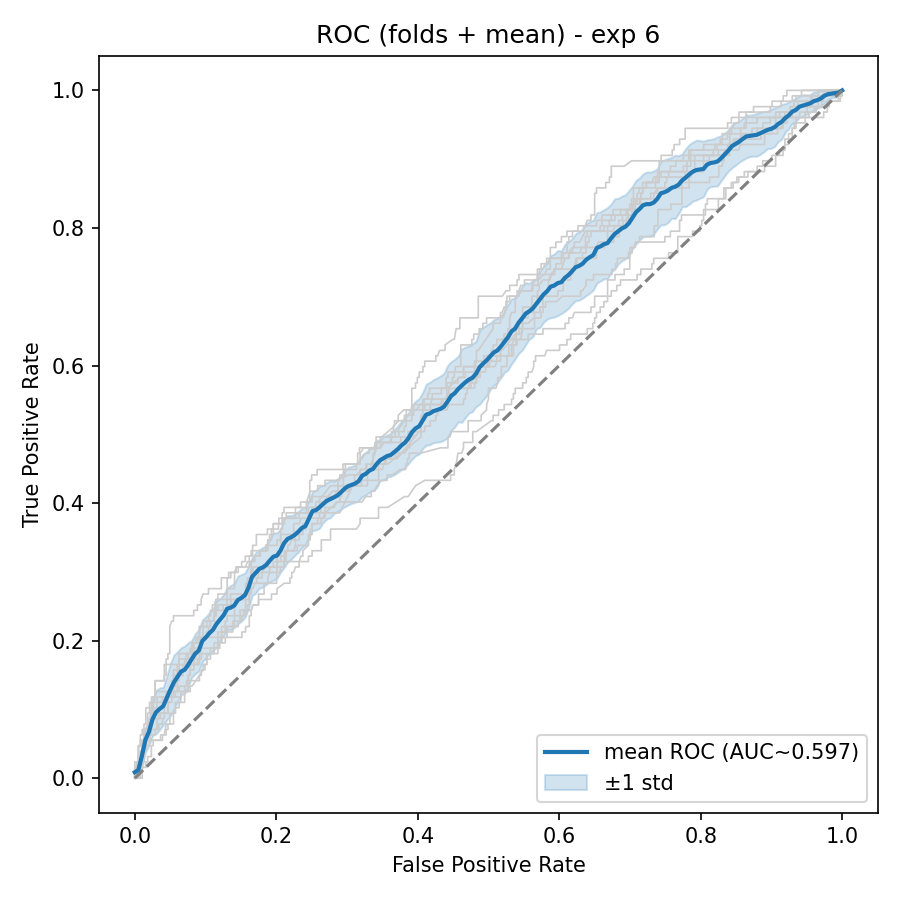 ROC (folds + mean) - exp 6
True Positive Rate
1.0
0.8
0.6
0.4
0.2
0.0
mean ROC (AUC~0.597)
±1 std
0.0 0.2 0.4 0.6 0.8 1.0
False Positive Rate